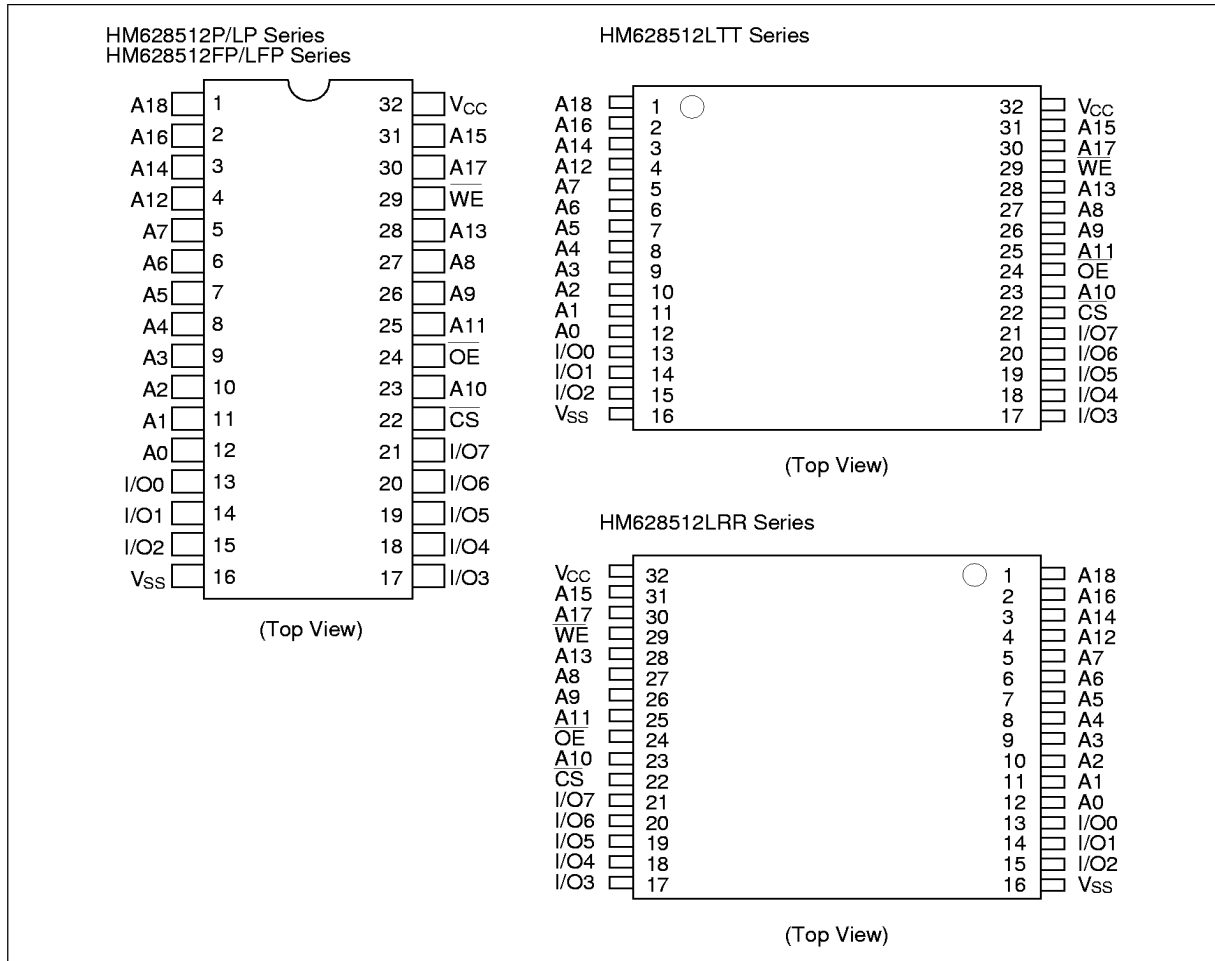 HM628512P/LP Series
HM628512FP/LFP Series
A18 1 32 VCC
A16 2 31 A15
A14 3 30 A17
A12 4 29 W̅E̅
A7 5 28 A13
A6 6 27 A8
A5 7 26 A9
A4 8 25 A11
A3 9 24 O̅E̅
A2 10 23 A10
A1 11 22 C̅S̅
A0 12 21 I/O7
I/O0 13 20 I/O6
I/O1 14 19 I/O5
I/O2 15 18 I/O4
VSS 16 17 I/O3
(Top View)
HM628512LTT Series
A18 1 32 VCC
A16 2 31 A15
A14 3 30 A17
A12 4 29 W̅E̅
A7 5 28 A13
A6 6 27 A8
A5 7 26 A9
A4 8 25 A11
A3 9 24 O̅E̅
A2 10 23 A10
A1 11 22 C̅S̅
A0 12 21 I/O7
I/O0 13 20 I/O6
I/O1 14 19 I/O5
I/O2 15 18 I/O4
VSS 16 17 I/O3
(Top View)
HM628512LRR Series
VCC 32 1 A18
A15 31 2 A16
A17 30 3 A14
W̅E̅ 29 4 A12
A13 28 5 A7
A8 27 6 A6
A9 26 7 A5
A11 25 8 A4
O̅E̅ 24 9 A3
A10 23 10 A2
C̅S̅ 22 11 A1
I/O7 21 12 A0
I/O6 20 13 I/O0
I/O5 19 14 I/O1
I/O4 18 15 I/O2
I/O3 17 16 VSS
(Top View)